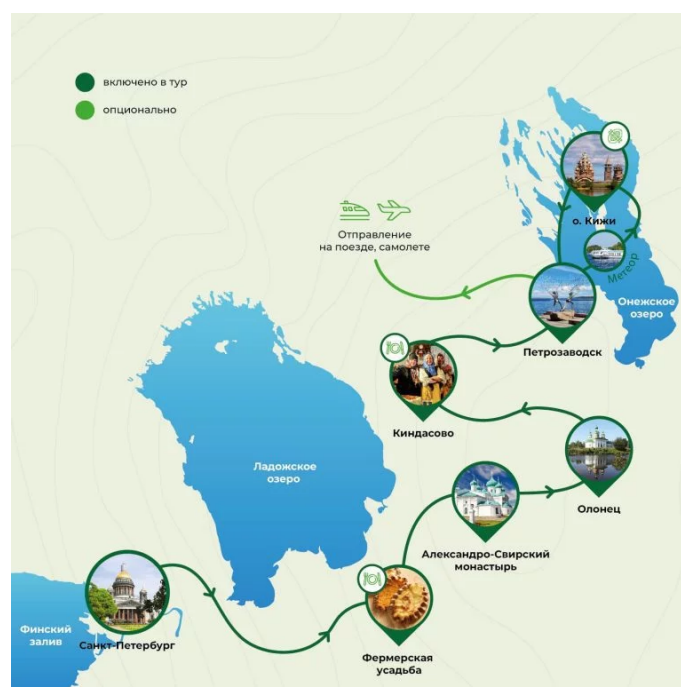 включено в тур
опционально
о. Кижи
Отправление
на поезде, самолете
Метеор
Онежское
озеро
Петрозаводск
Киндасово
Ладожское
озеро
Олонец
Александро-Свирский
монастырь
Финский
залив
Санкт-Петербург
Фермерская
усадьба